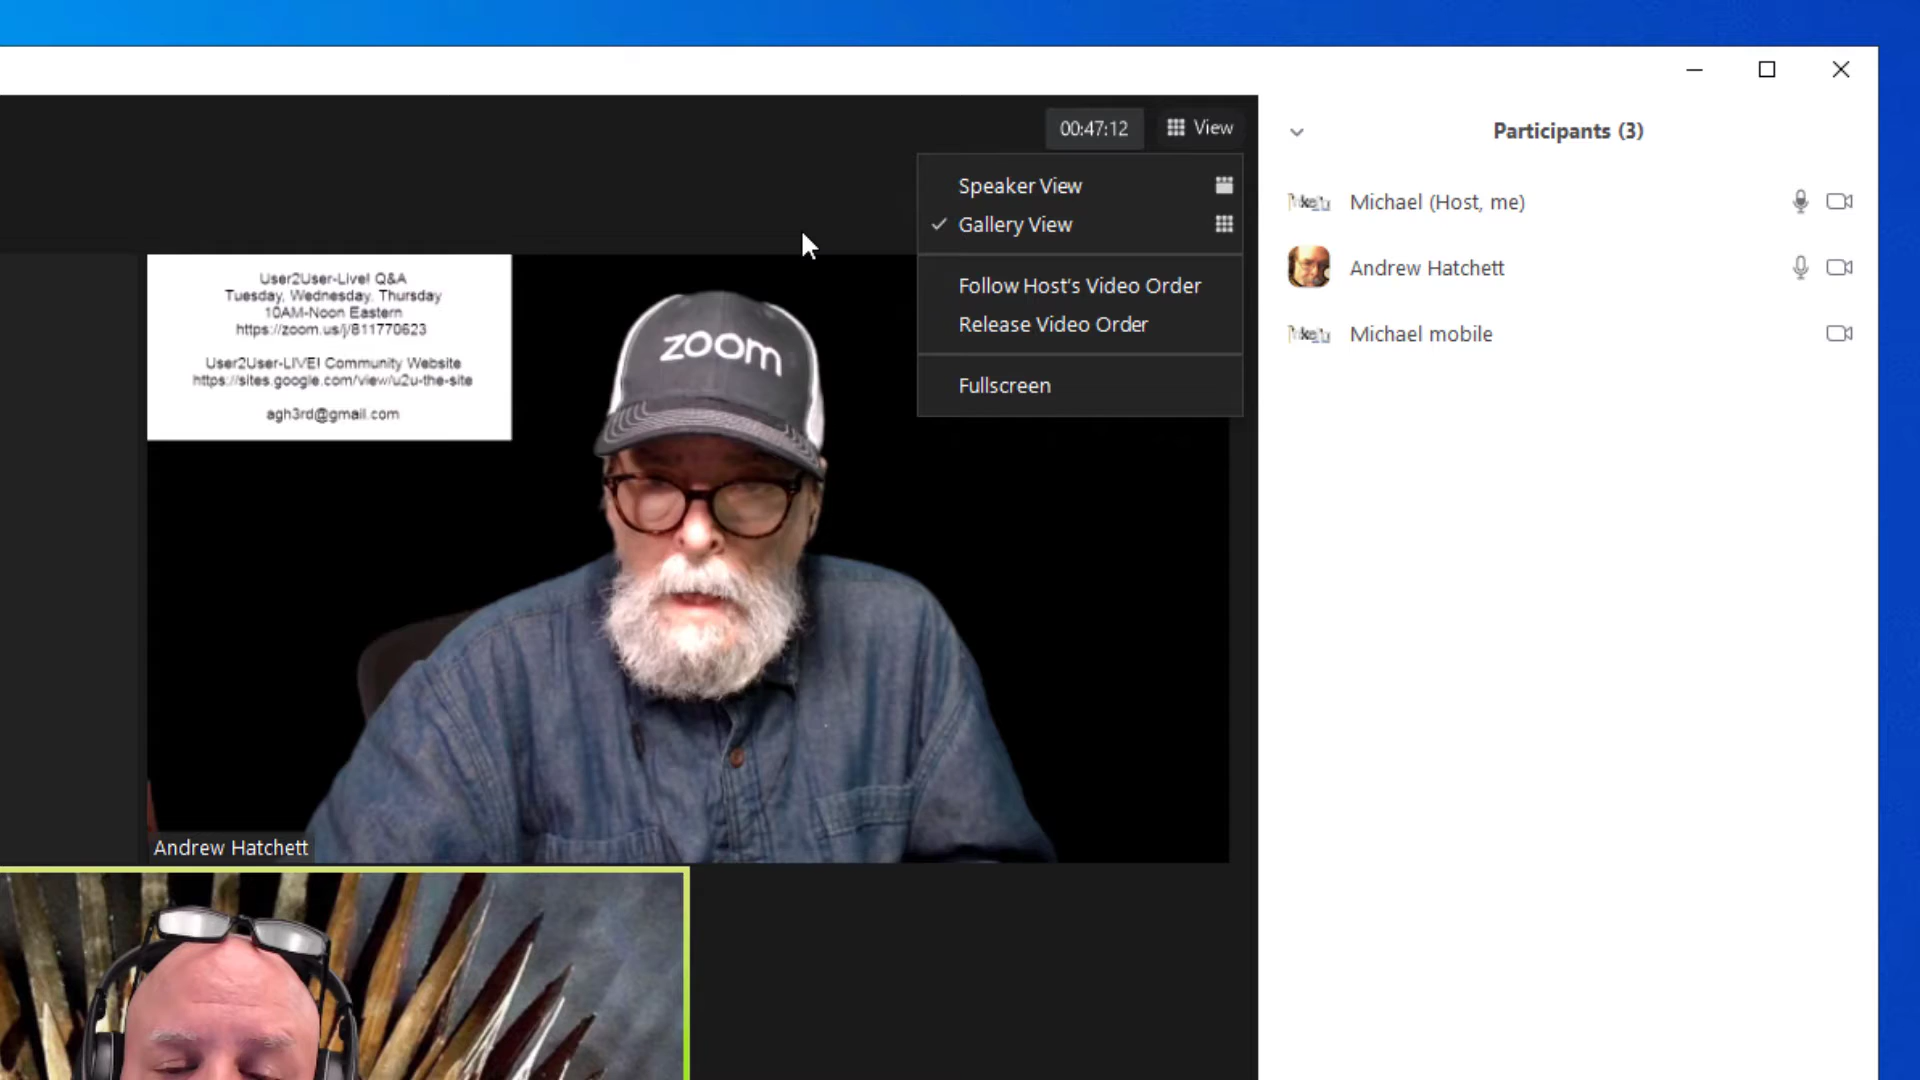 00:47:12
View
Participants (3)
Speaker View
Gallery View
Follow Host's Video Order
Release Video Order
Fullscreen
Michael (Host, me)
Andrew Hatchett
Michael mobile
User2User-Live! Q&A
Tuesday, Wednesday, Thursday
10AM-Noon Eastern
https://zoom.us/j/811770623
User2User-LIVE! Community Website
https://sites.google.com/view/u2u-the-site
agh3rd@gmail.com
zoom
Andrew Hatchett